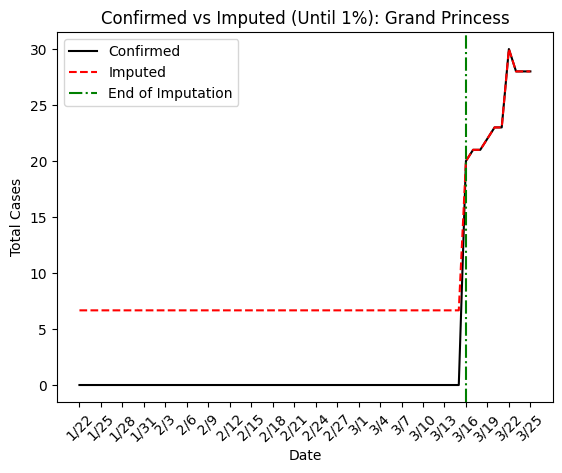 Confirmed vs Imputed (Until 1%): Grand Princess
Confirmed
Imputed
End of Imputation
Total Cases
30
25
20
15
10
5
0
1/22 1/25 1/28 1/31 2/3 2/6 2/9 2/12 2/15 2/18 2/21 2/24 2/27 3/1 3/4 3/7 3/10 3/13 3/16 3/19 3/22 3/25
Date